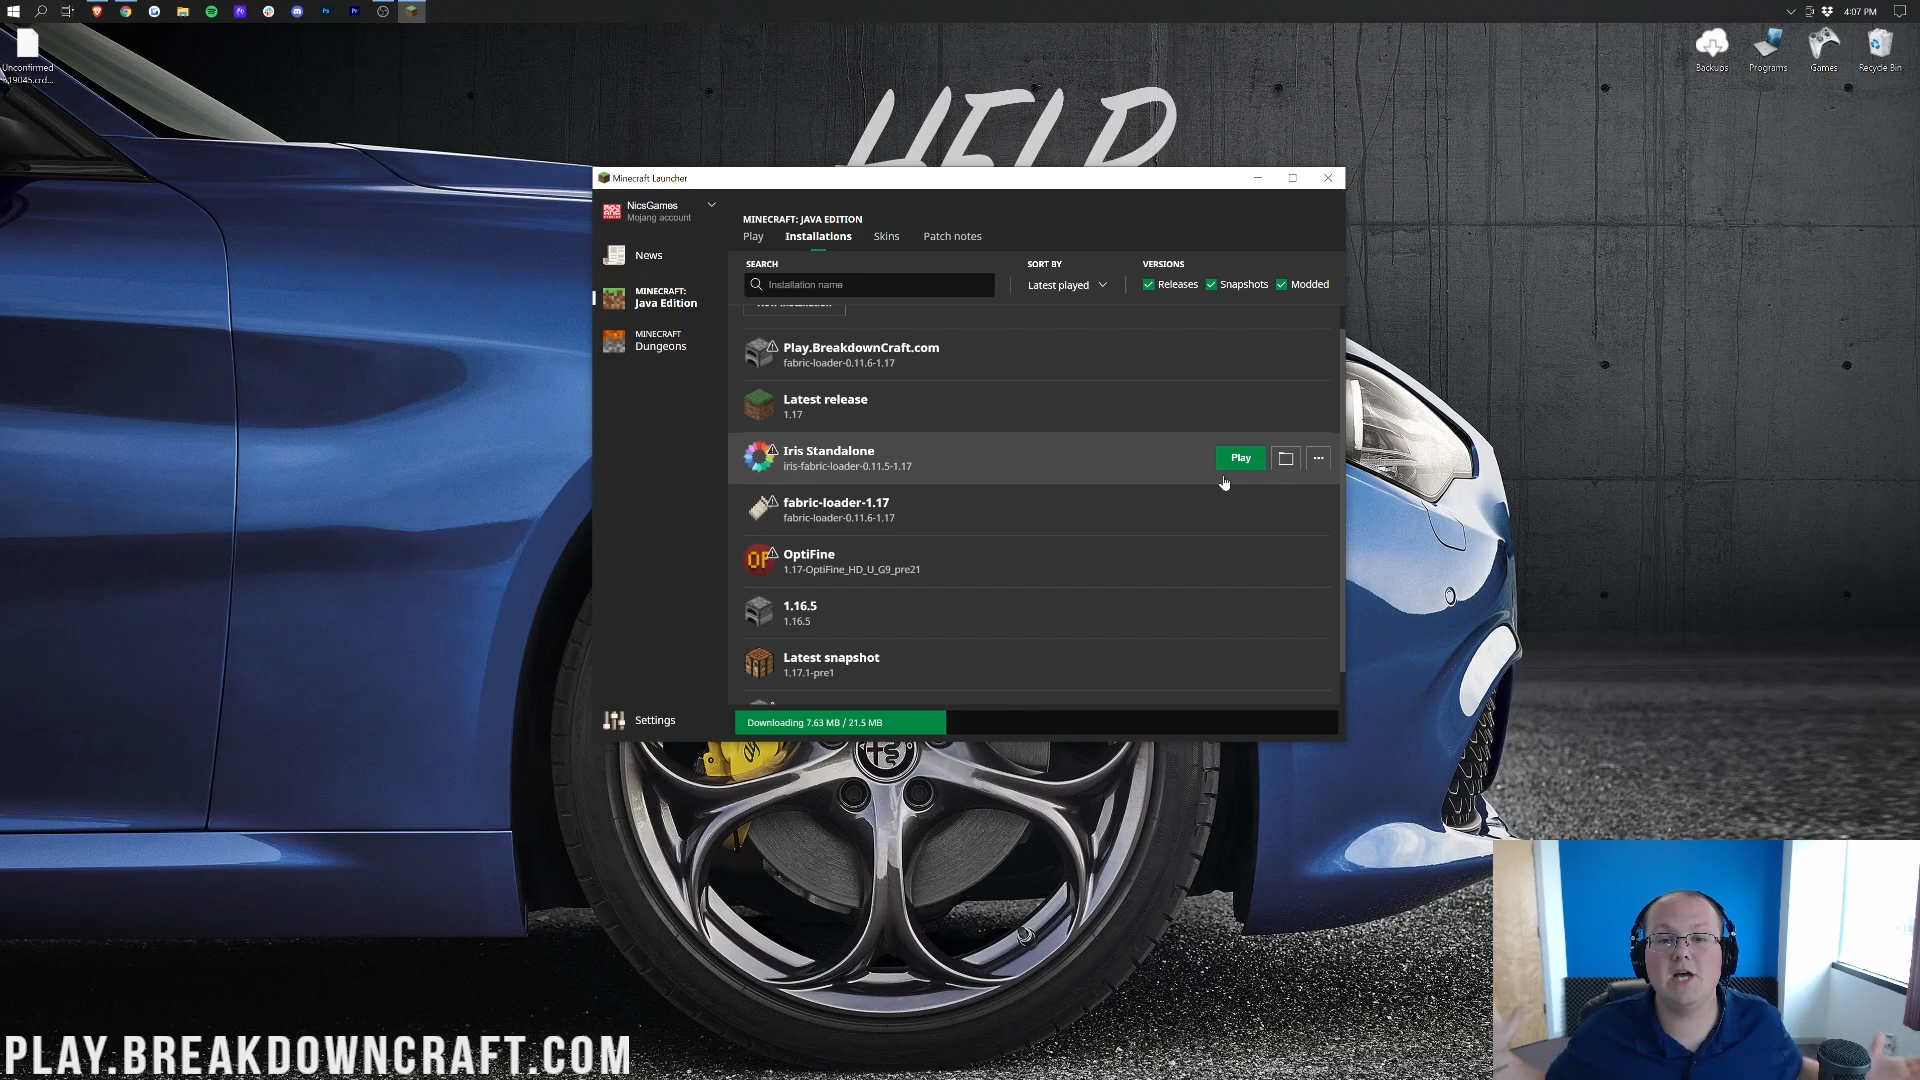 4:07 PM
Unconfirmed
Backups
Programs
Games
Recycle Bin
HELP
Minecraft Launcher
NicsGames
Mojang account
News
MINECRAFT:
Java Edition
MINECRAFT
Dungeons
Settings
MINECRAFT: JAVA EDITION
Play Installations Skins Patch notes
SEARCH SORT BY VERSIONS
Installation name Latest played Releases Snapshots Modded
Play.BreakdownCraft.com
fabric-loader-0.11.6-1.17
Latest release
1.17
Iris Standalone
iris-fabric-loader-0.11.5-1.17
Play
fabric-loader-1.17
fabric-loader-0.11.6-1.17
OF
OptiFine
1.17-OptiFine_HD_U_G9_pre21
1.16.5
1.16.5
Latest snapshot
1.17.1-pre1
Downloading 7.63 MB / 21.5 MB
PLAY.BREAKDOWNCRAFT.COM